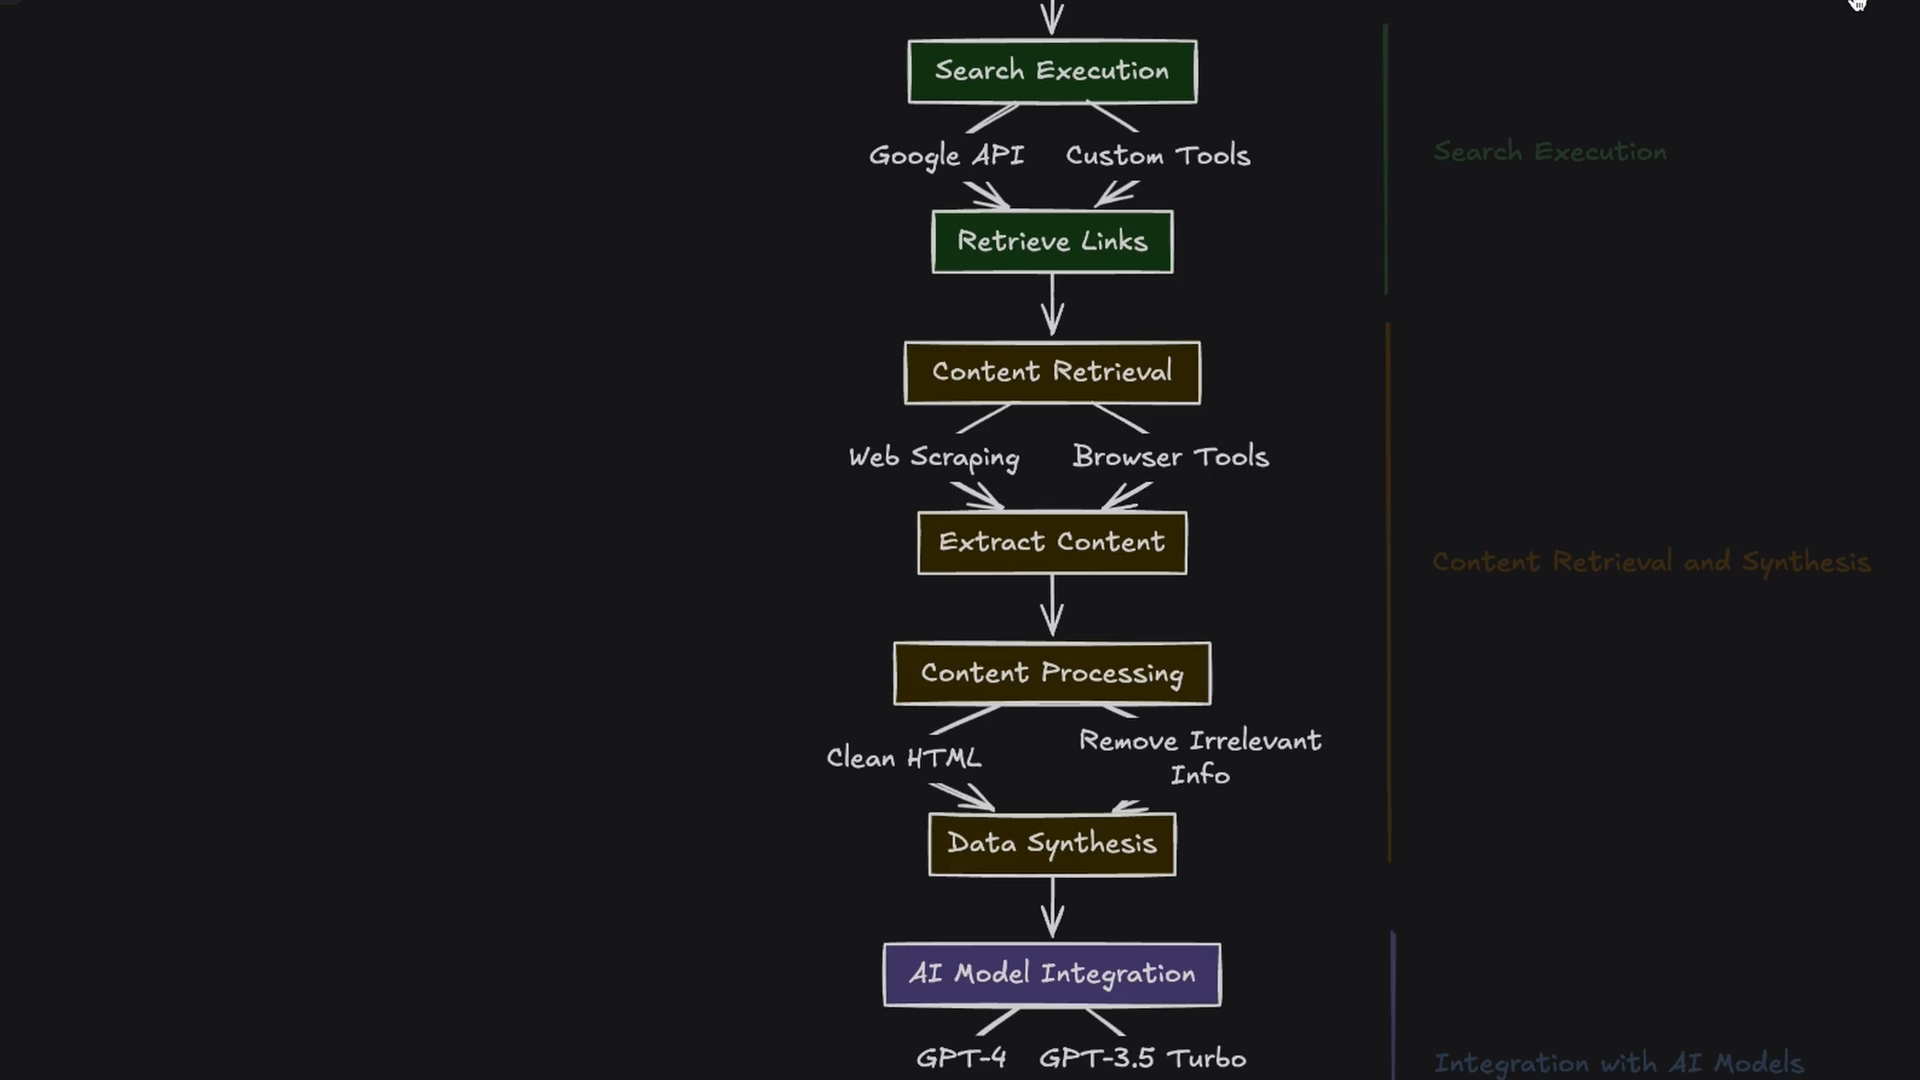 Search Execution
Google API
Custom Tools
Search Execution
Retrieve Links
Content Retrieval
Web Scraping
Browser Tools
Extract Content
Content Retrieval and Synthesis
Content Processing
Clean HTML
Remove Irrelevant
Info
Data Synthesis
AI Model Integration
GPT-4
GPT-3.5 Turbo
Integration with AI Models